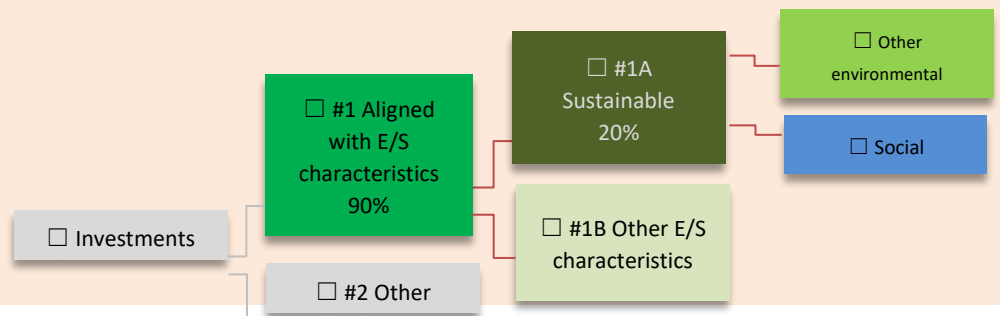 ☐ Investments
☐ #1 Aligned
with E/S
characteristics
90%
☐ #2 Other
☐ #1A
Sustainable
20%
☐ #1B Other E/S
characteristics
☐ Other
environmental
☐ Social